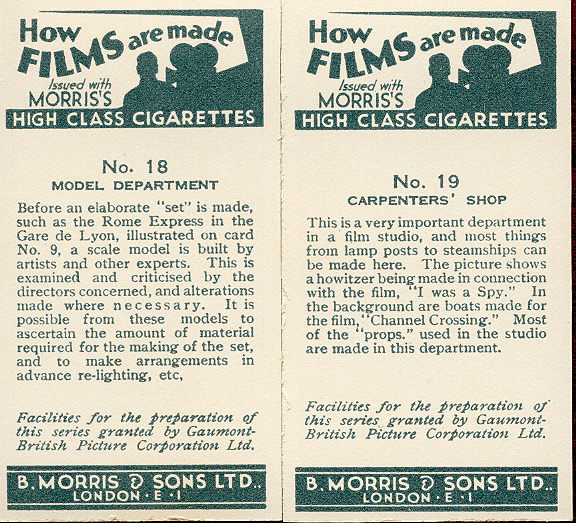 How
FILMS are made
Issued with
MORRIS'S
HIGH CLASS CIGARETTES
No. 18
MODEL DEPARTMENT
Before an elaborate "set" is made,
such as the Rome Express in the
Gare de Lyon, illustrated on card
No. 9, a scale model is built by
artists and other experts. This is
examined and criticised by the
directors concerned, and alterations
made where necessary. It is
possible from these models to
ascertain the amount of material
required for the making of the set,
and to make arrangements in
advance re-lighting, etc,
Facilities for the preparation of
this series granted by Gaumont-
British Picture Corporation Ltd.
B. MORRIS & SONS LTD..
LONDON · E · 1
How
FILMS are made
Issued with
MORRIS'S
HIGH CLASS CIGARETTES
No. 19
CARPENTERS' SHOP
This is a very important department
in a film studio, and most things
from lamp posts to steamships can
be made here. The picture shows
a howitzer being made in connection
with the film, "I was a Spy." In
the background are boats made for
the film, "Channel Crossing." Most
of the "props." used in the studio
are made in this department.
Facilities for the preparation of
this series granted by Gaumont-
British Picture Corporation Ltd.
B. MORRIS & SONS LTD..
LONDON · E · 1